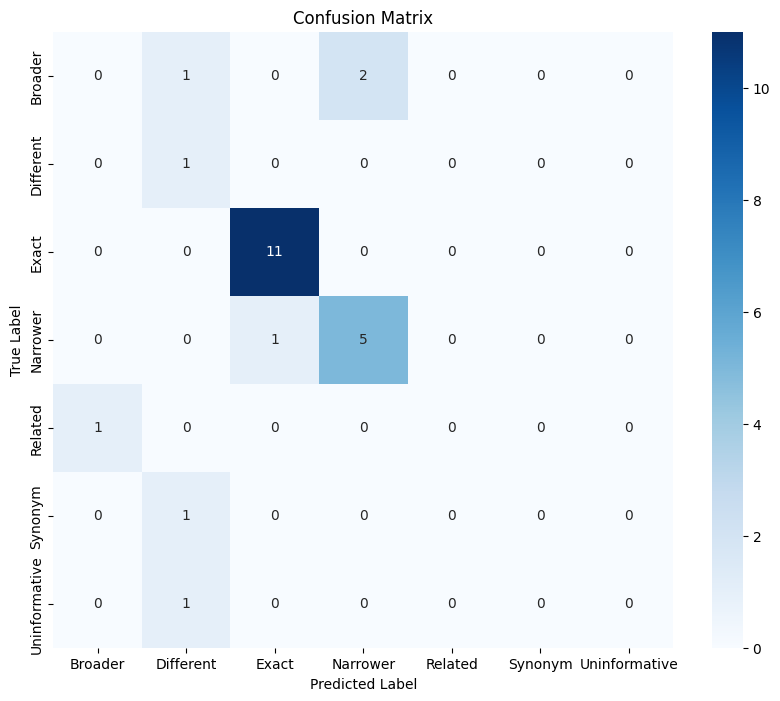 Confusion Matrix
True Label
Broader 0 1 0 2 0 0 0
Different 0 1 0 0 0 0 0
Exact 0 0 11 0 0 0 0
Narrower 0 0 1 5 0 0 0
Related 1 0 0 0 0 0 0
Synonym 0 1 0 0 0 0 0
Uninformative 0 1 0 0 0 0 0
Broader Different Exact Narrower Related Synonym Uninformative
Predicted Label
10
8
6
4
2
0